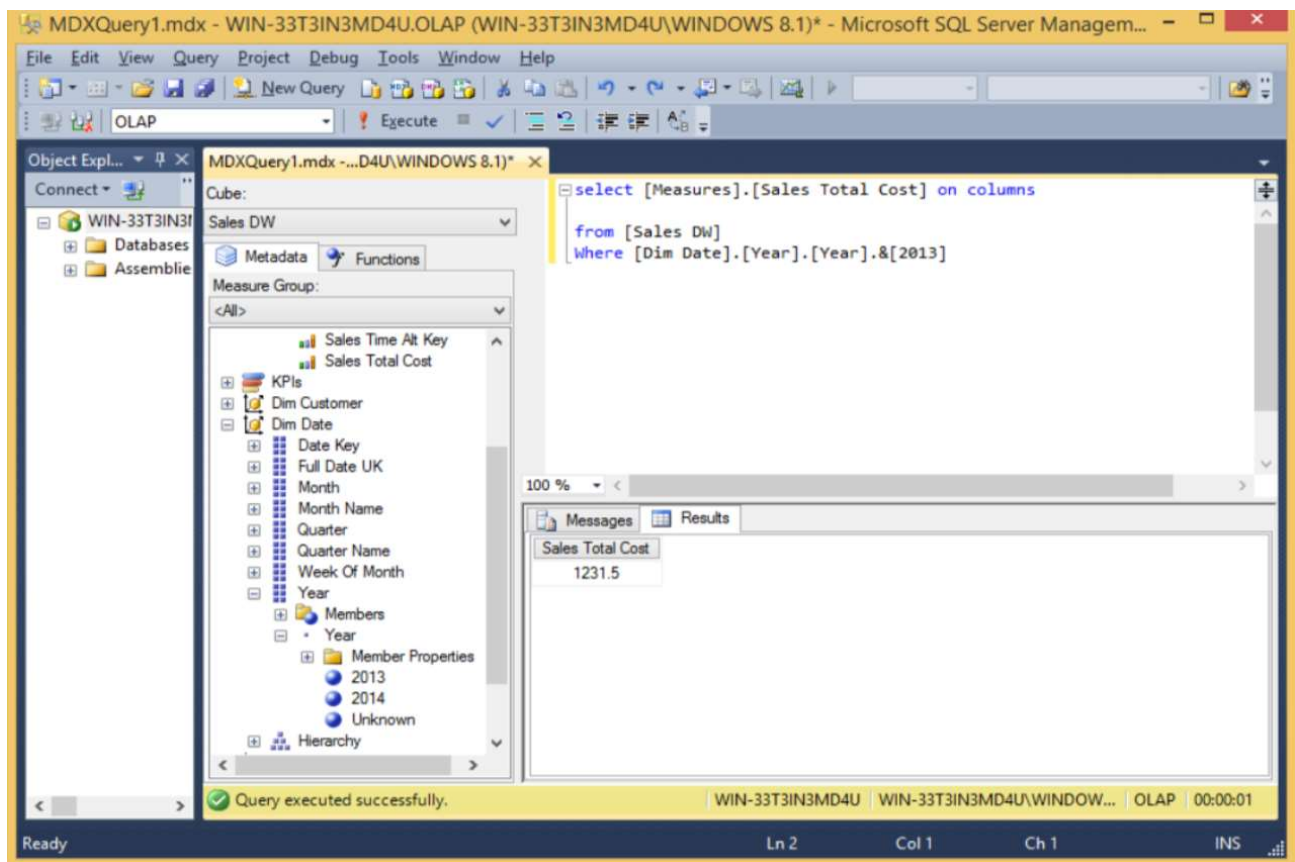 MDXQuery1.mdx - WIN-33T3IN3MD4U.OLAP (WIN-33T3IN3MD4U\WINDOWS 8.1)* - Microsoft SQL Server Managem...
File Edit View Query Project Debug Tools Window Help
New Query
OLAP
Execute
Object Expl...
Connect
WIN-33T3IN3
Databases
Assemblie
MDXQuery1.mdx -...D4U\WINDOWS 8.1)*
Cube:
Sales DW
Metadata Functions
Measure Group:
<All>
Sales Time Alt Key
Sales Total Cost
KPIs
Dim Customer
Dim Date
Date Key
Full Date UK
Month
Month Name
Quarter
Quarter Name
Week Of Month
Year
Members
Year
Member Properties
2013
2014
Unknown
Hierarchy
select [Measures].[Sales Total Cost] on columns
from [Sales DW]
Where [Dim Date].[Year].[Year].&[2013]
100 %
Messages Results
Sales Total Cost
1231.5
Query executed successfully.
WIN-33T3IN3MD4U WIN-33T3IN3MD4U\WINDOW... OLAP 00:00:01
Ready Ln 2 Col 1 Ch 1 INS